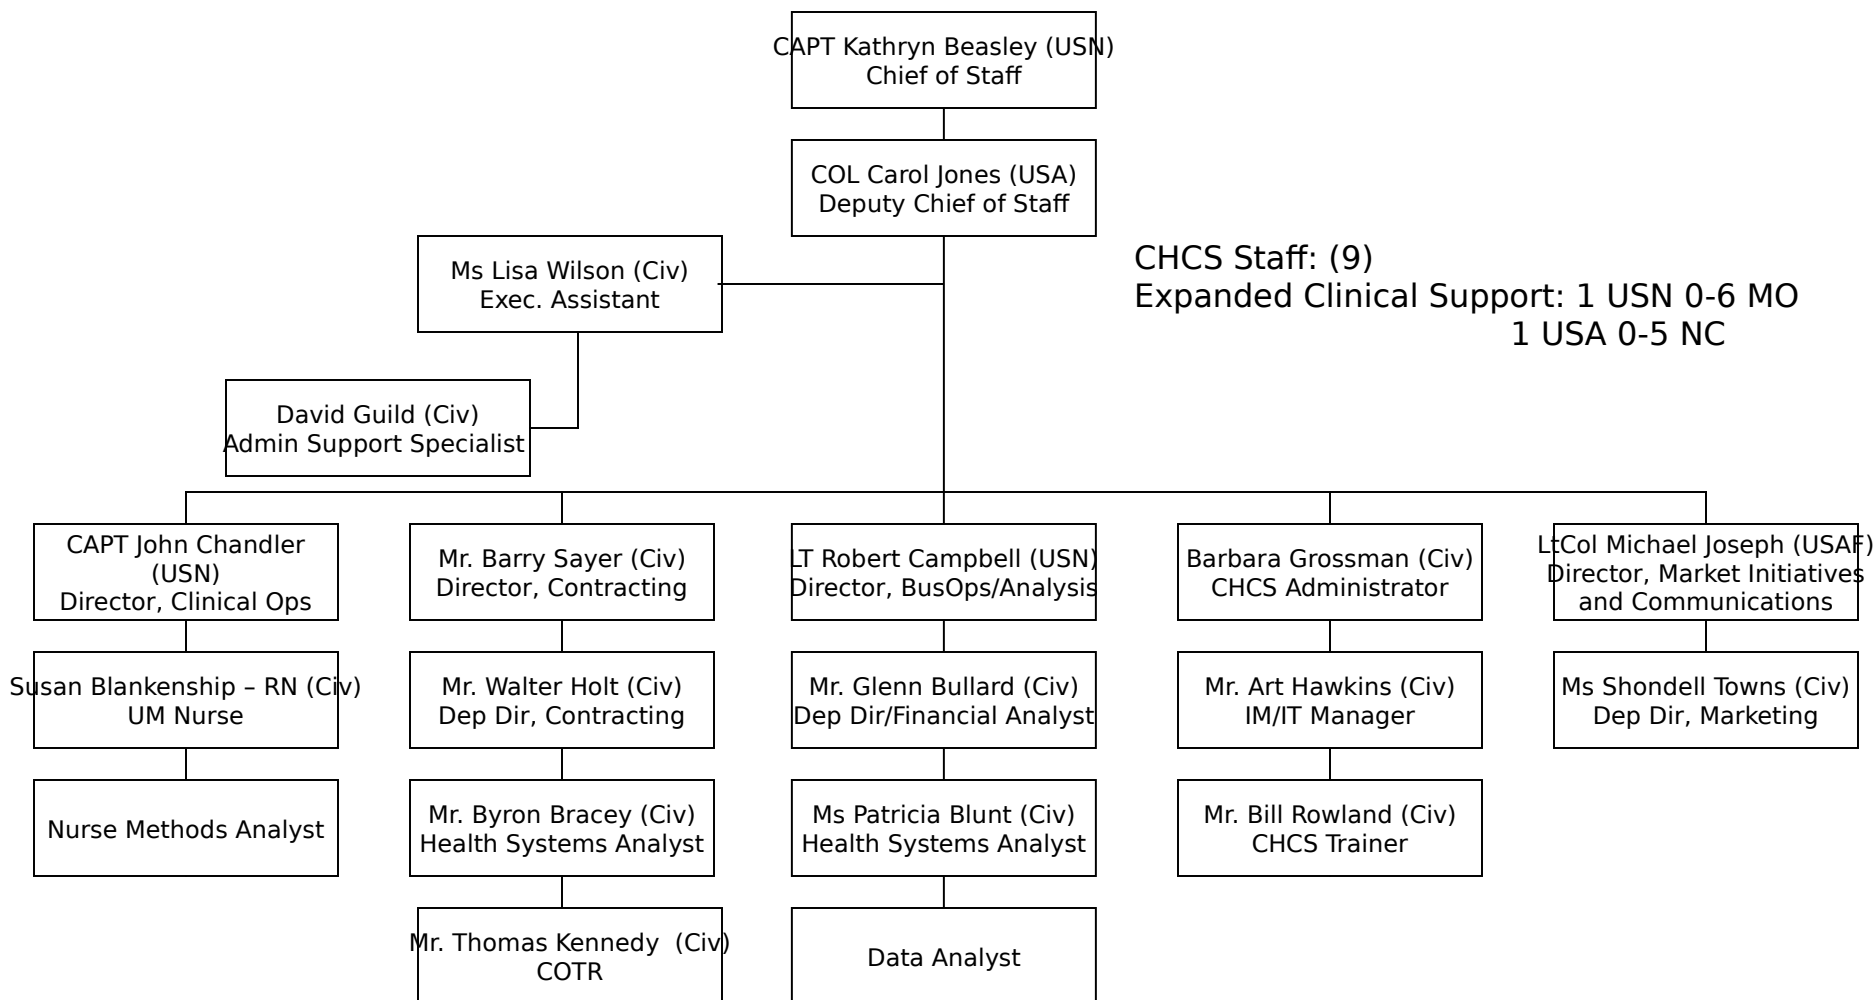 CAPT Kathryn Beasley (USN)
Chief of Staff
COL Carol Jones (USA)
Deputy Chief of Staff
Ms Lisa Wilson (Civ)
Exec. Assistant
CHCS Staff: (9)
Expanded Clinical Support: 1 USN 0-6 MO
1 USA 0-5 NC
David Guild (Civ)
Admin Support Specialist
CAPT John Chandler
(USN)
Director, Clinical Ops
Mr. Barry Sayer (Civ)
Director, Contracting
LT Robert Campbell (USN)
Director, BusOps/Analysis
Barbara Grossman (Civ)
CHCS Administrator
LtCol Michael Joseph (USAF)
Director, Market Initiatives
and Communications
Susan Blankenship – RN (Civ)
UM Nurse
Mr. Walter Holt (Civ)
Dep Dir, Contracting
Mr. Glenn Bullard (Civ)
Dep Dir/Financial Analyst
Mr. Art Hawkins (Civ)
IM/IT Manager
Ms Shondell Towns (Civ)
Dep Dir, Marketing
Nurse Methods Analyst
Mr. Byron Bracey (Civ)
Health Systems Analyst
Ms Patricia Blunt (Civ)
Health Systems Analyst
Mr. Bill Rowland (Civ)
CHCS Trainer
Mr. Thomas Kennedy  (Civ)
COTR
Data Analyst